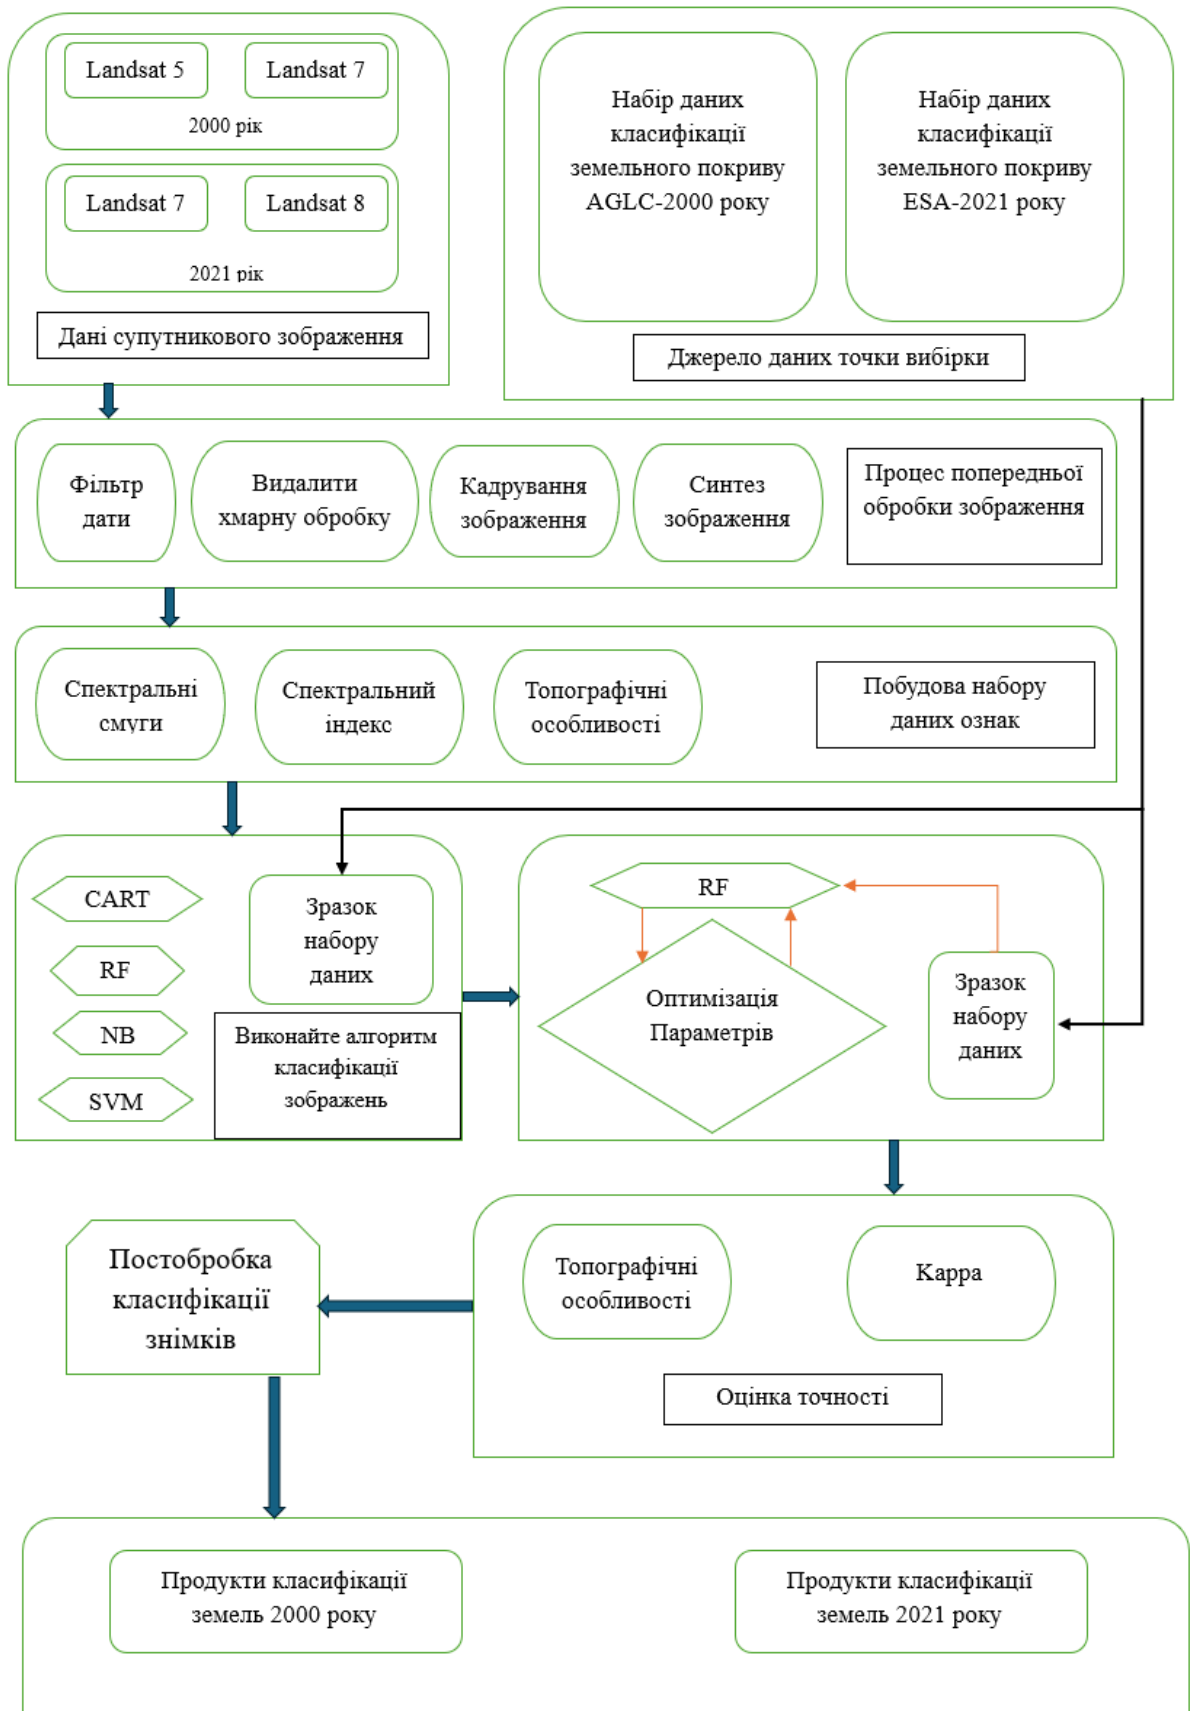 Landsat 5
Landsat 7
2000 рік
Landsat 7
Landsat 8
2021 рік
Дані супутникового зображення
Набір даних
класифікації
земельного покриву
AGLC-2000 року
Набір даних
класифікації
земельного покриву
ESA-2021 року
Джерело даних точки вибірки
Фільтр
дати
Видалити
хмарну обробку
Кадрування
зображення
Синтез
зображення
Процес попередньої
обробки зображення
Спектральні
смуги
Спектральний
індекс
Топографічні
особливості
Побудова набору
даних ознак
CART
RF
NB
SVM
Зразок
набору
даних
Виконайте алгоритм
класифікації
зображень
RF
Оптимізація
Параметрів
Зразок
набору
даних
Постобробка
класифікації
знімків
Топографічні
особливості
Kappa
Оцінка точності
Продукти класифікації
земель 2000 року
Продукти класифікації
земель 2021 року